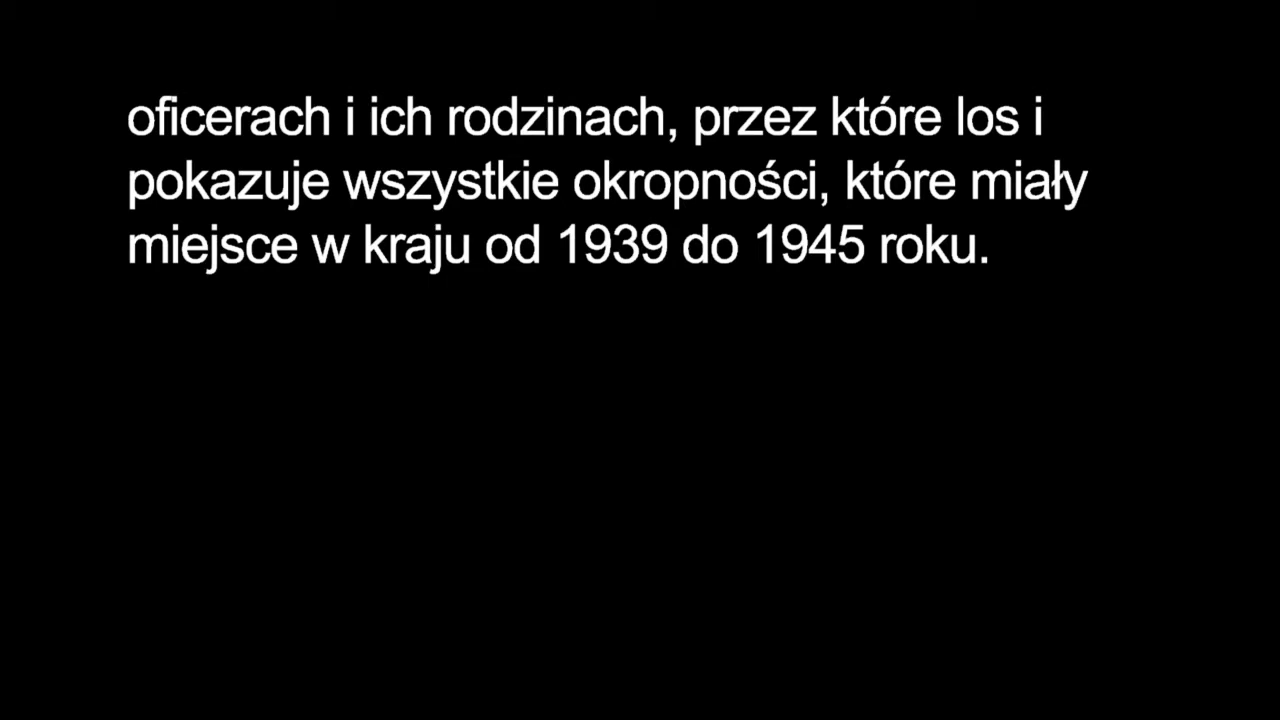 oficerach i ich rodzinach, przez które los i
pokazuje wszystkie okropności, które miały
miejsce w kraju od 1939 do 1945 roku.